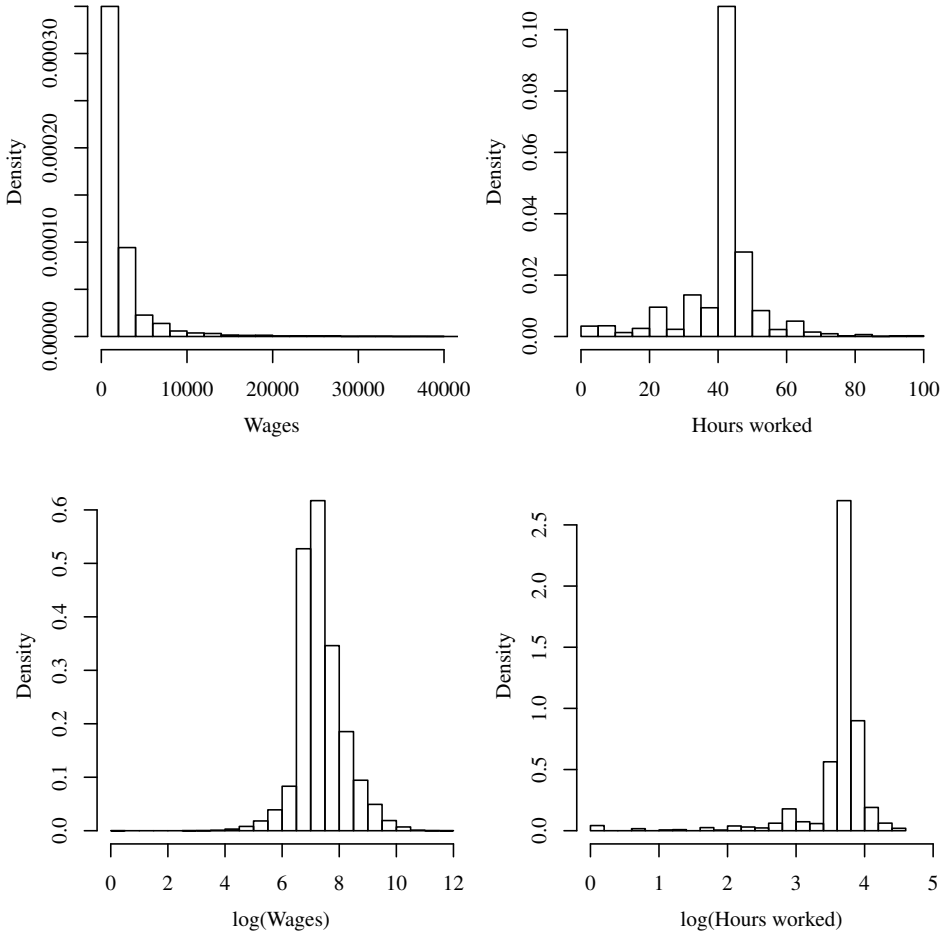 Density
0.00000 0.00010 0.00020 0.00030
0 10000 20000 30000 40000
Wages
Density
0.00 0.02 0.04 0.06 0.08 0.10
0 20 40 60 80 100
Hours worked
Density
0.0 0.1 0.2 0.3 0.4 0.5 0.6
0 2 4 6 8 10 12
log(Wages)
Density
0.0 0.5 1.0 1.5 2.0 2.5
0 1 2 3 4 5
log(Hours worked)